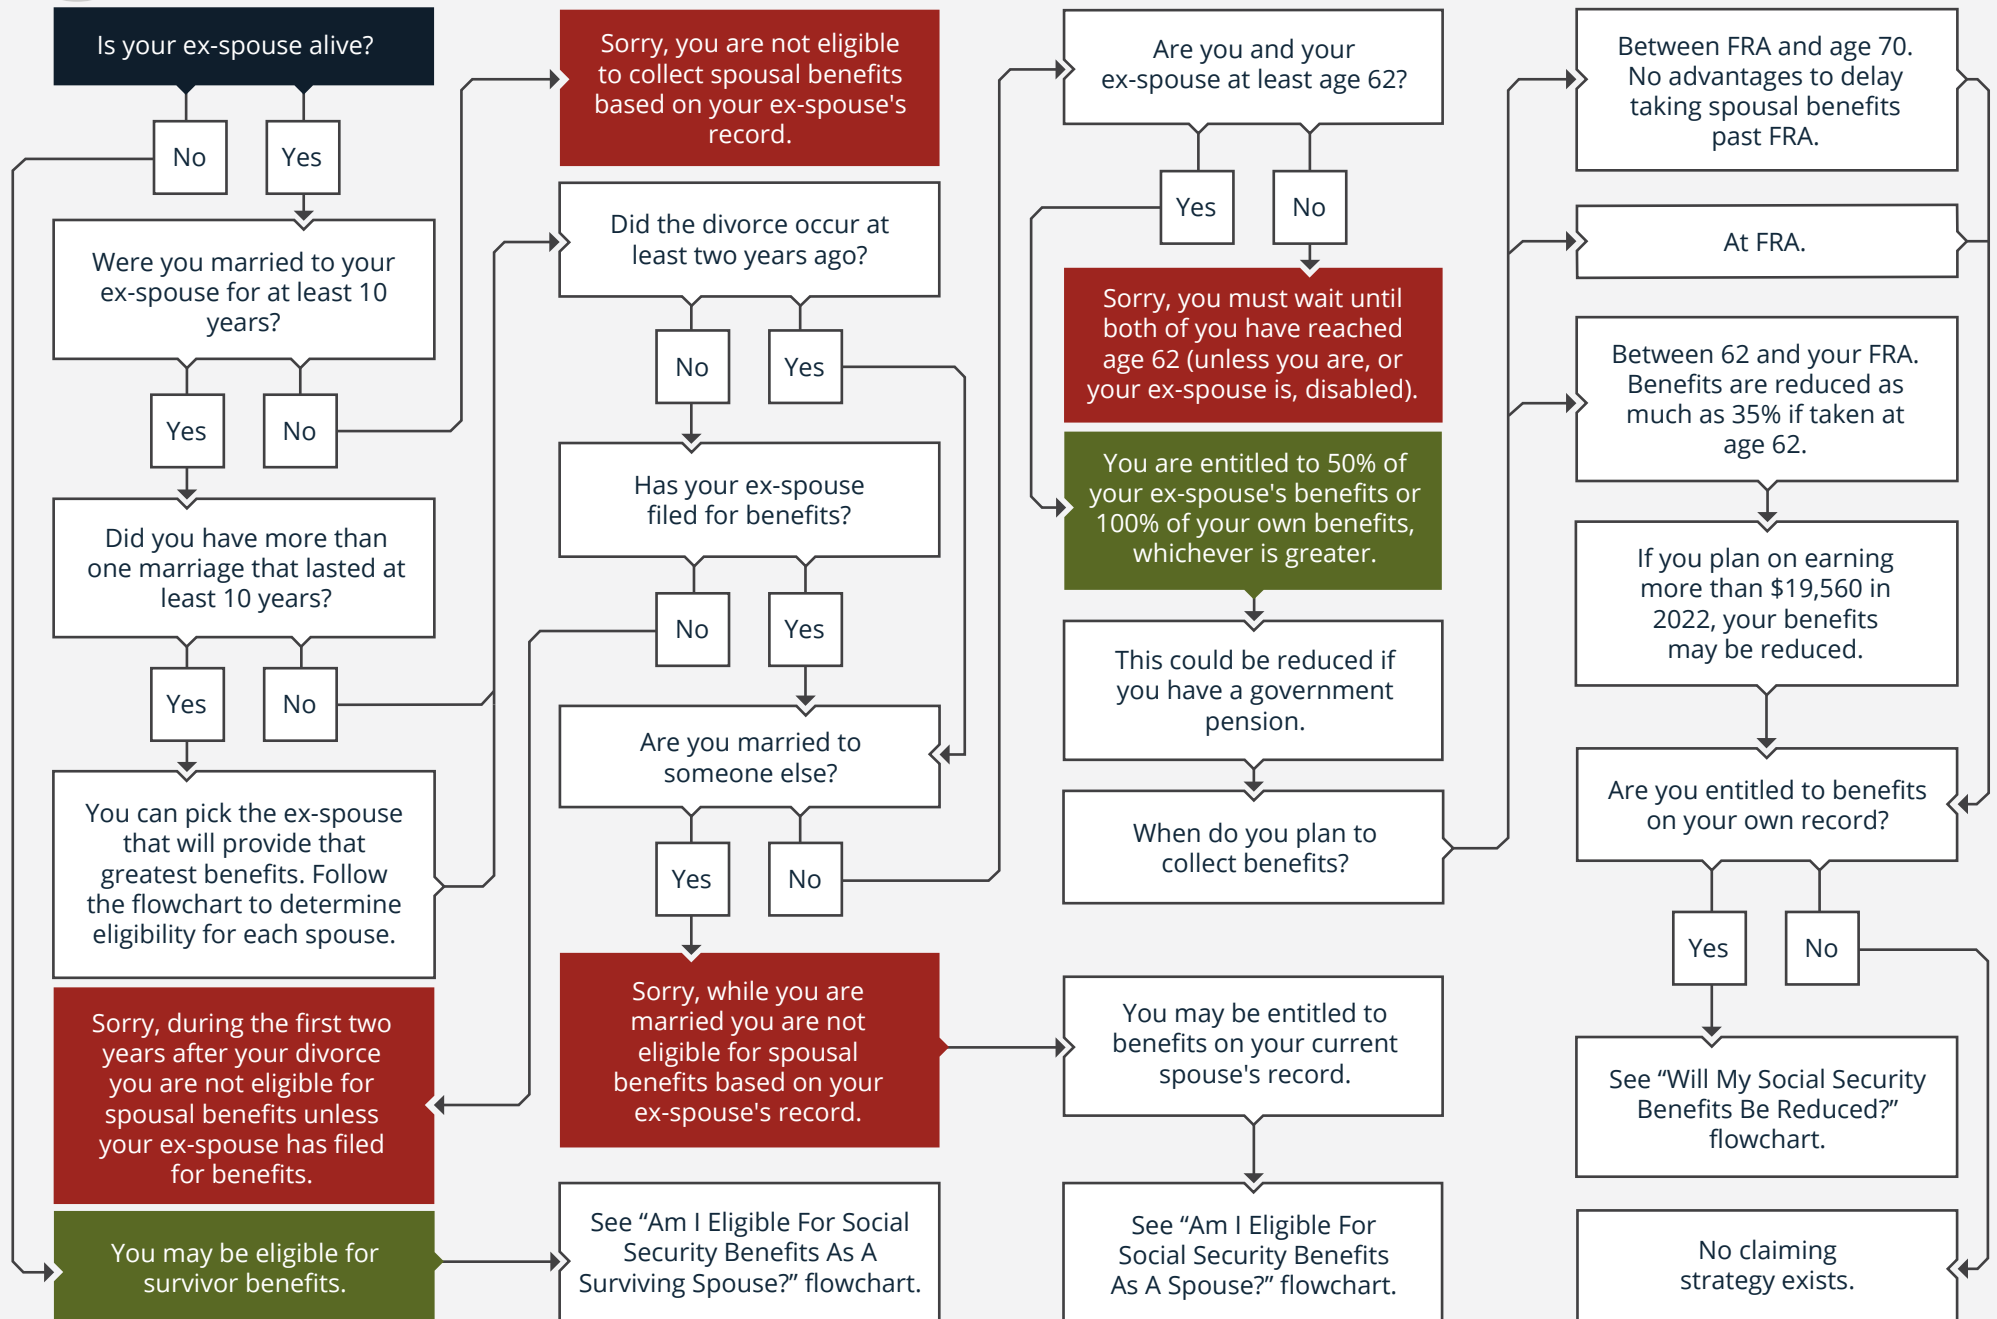 Is your ex-spouse alive?
No
Yes
Were you married to your
ex-spouse for at least 10
years?
Yes
No
Did you have more than
one marriage that lasted at
least 10 years?
Yes
No
You can pick the ex-spouse
that will provide that
greatest benefits. Follow
the flowchart to determine
eligibility for each spouse.
Sorry, during the first two
years after your divorce
you are not eligible for
spousal benefits unless
your ex-spouse has filed
for benefits.
You may be eligible for
survivor benefits.
Sorry, you are not eligible
to collect spousal benefits
based on your ex-spouse's
record.
Did the divorce occur at
least two years ago?
No
Yes
Has your ex-spouse
filed for benefits?
No
Yes
Are you married to
someone else?
Yes
No
Sorry, while you are
married you are not
eligible for spousal
benefits based on your
ex-spouse's record.
See “Am I Eligible For Social
Security Benefits As A
Surviving Spouse?” flowchart.
Are you and your
ex-spouse at least age 62?
Yes
No
Sorry, you must wait until
both of you have reached
age 62 (unless you are, or
your ex-spouse is, disabled).
You are entitled to 50% of
your ex-spouse's benefits or
100% of your own benefits,
whichever is greater.
This could be reduced if
you have a government
pension.
When do you plan to
collect benefits?
You may be entitled to
benefits on your current
spouse's record.
See “Am I Eligible For
Social Security Benefits
As A Spouse?” flowchart.
Between FRA and age 70.
No advantages to delay
taking spousal benefits
past FRA.
At FRA.
Between 62 and your FRA.
Benefits are reduced as
much as 35% if taken at
age 62.
If you plan on earning
more than $19,560 in
2022, your benefits
may be reduced.
Are you entitled to benefits
on your own record?
Yes
No
See “Will My Social Security
Benefits Be Reduced?”
flowchart.
No claiming
strategy exists.